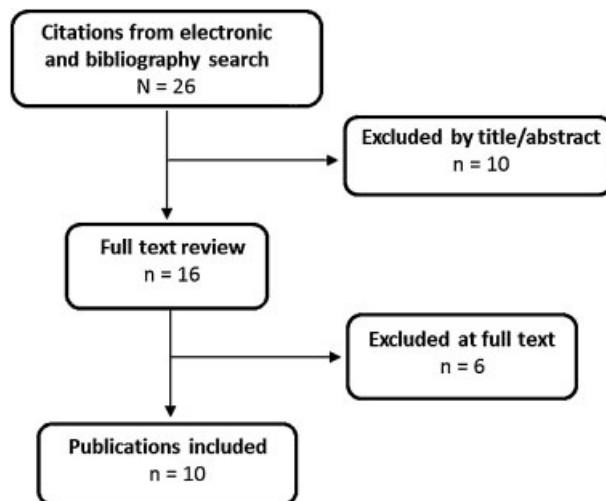 Citations from electronic
and bibliography search
N = 26
Excluded by title/abstract
n = 10
Full text review
n = 16
Excluded at full text
n = 6
Publications included
n = 10